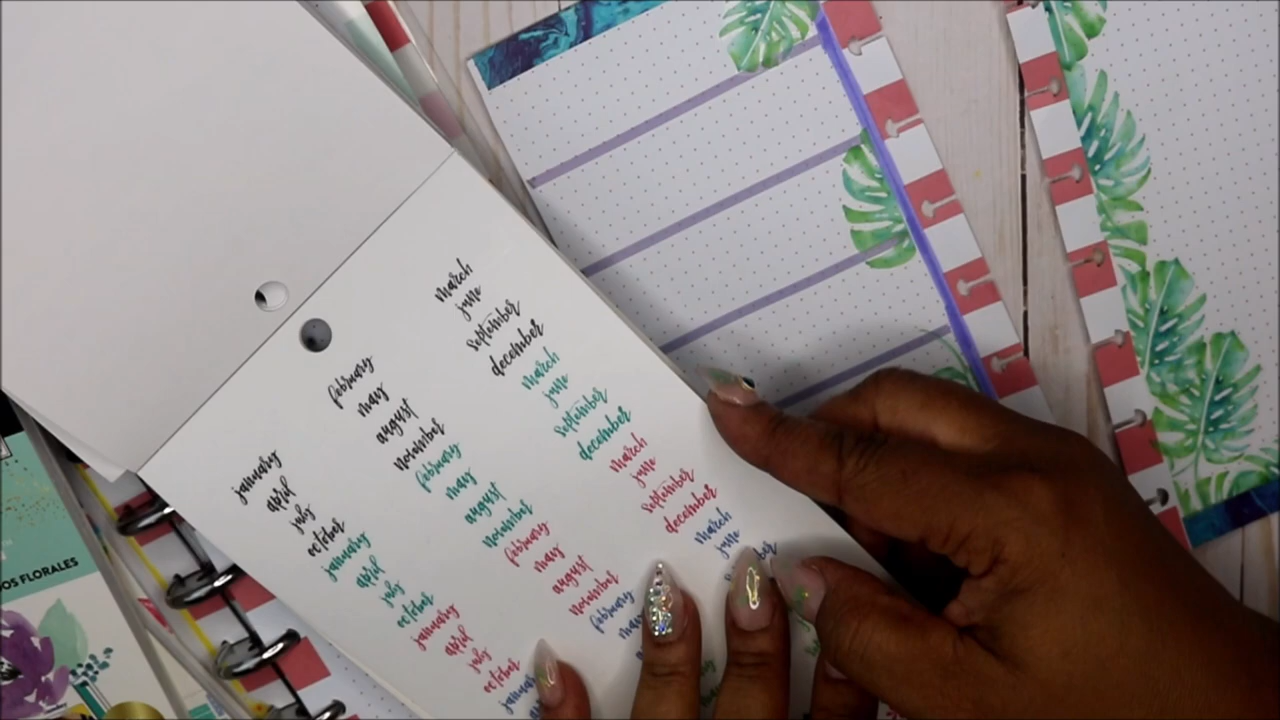 january february march
april may june
july august september
october november december
january february march
april may june
july august september
october november december
january february march
april may june
july august september
october november december
february march
june
OS FLORALES